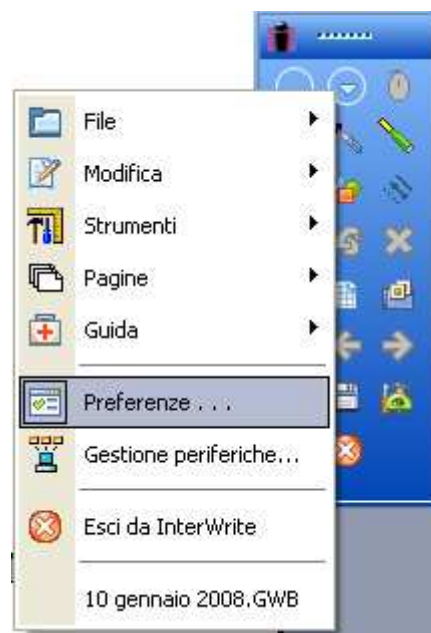 File
Modifica
Strumenti
Pagine
Guida
Preferenze . . .
Gestione periferiche...
Esci da InterWrite
10 gennaio 2008.GWB